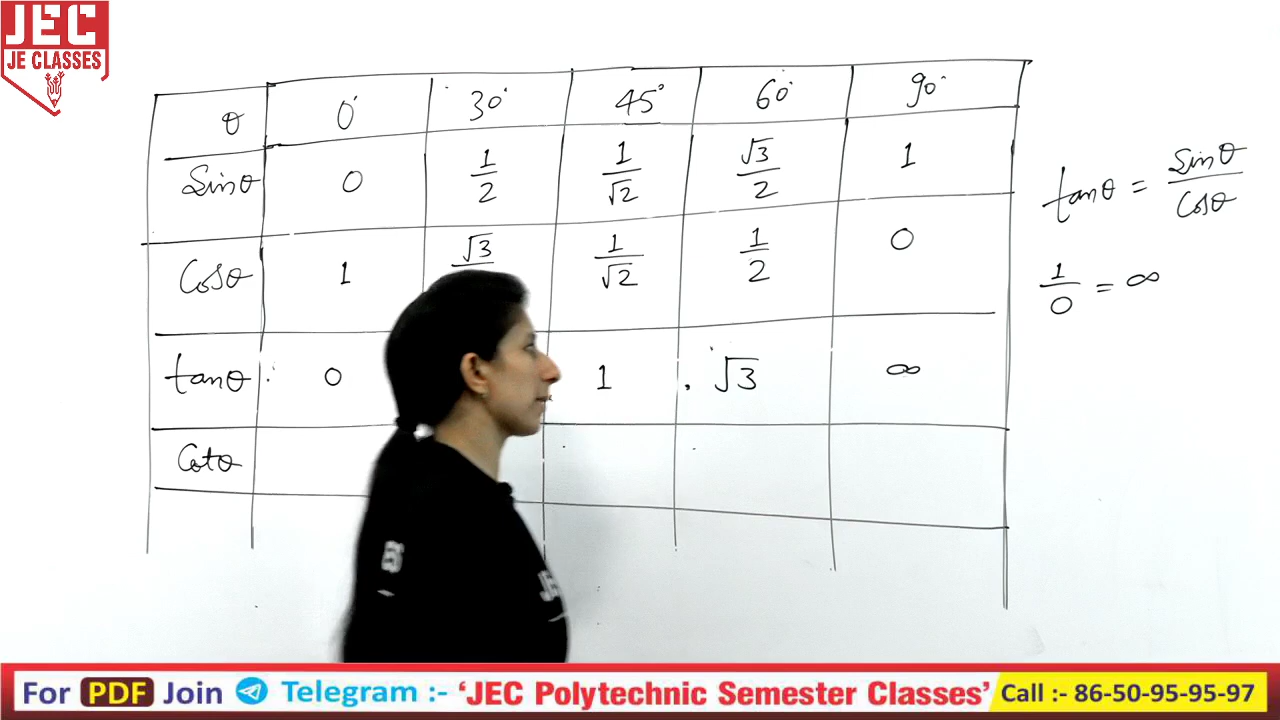 JEC
JE CLASSES
θ 0° 30° 45° 60° 90°
Sinθ 0 1/2 1/√2 √3/2 1
Cosθ 1 √3 1/√2 1/2 0
tanθ 0 1 √3 ∞
Cotθ
tanθ = Sinθ/Cosθ
1/0 = ∞
For PDF Join Telegram :- ‘JEC Polytechnic Semester Classes’ Call :- 86-50-95-95-97